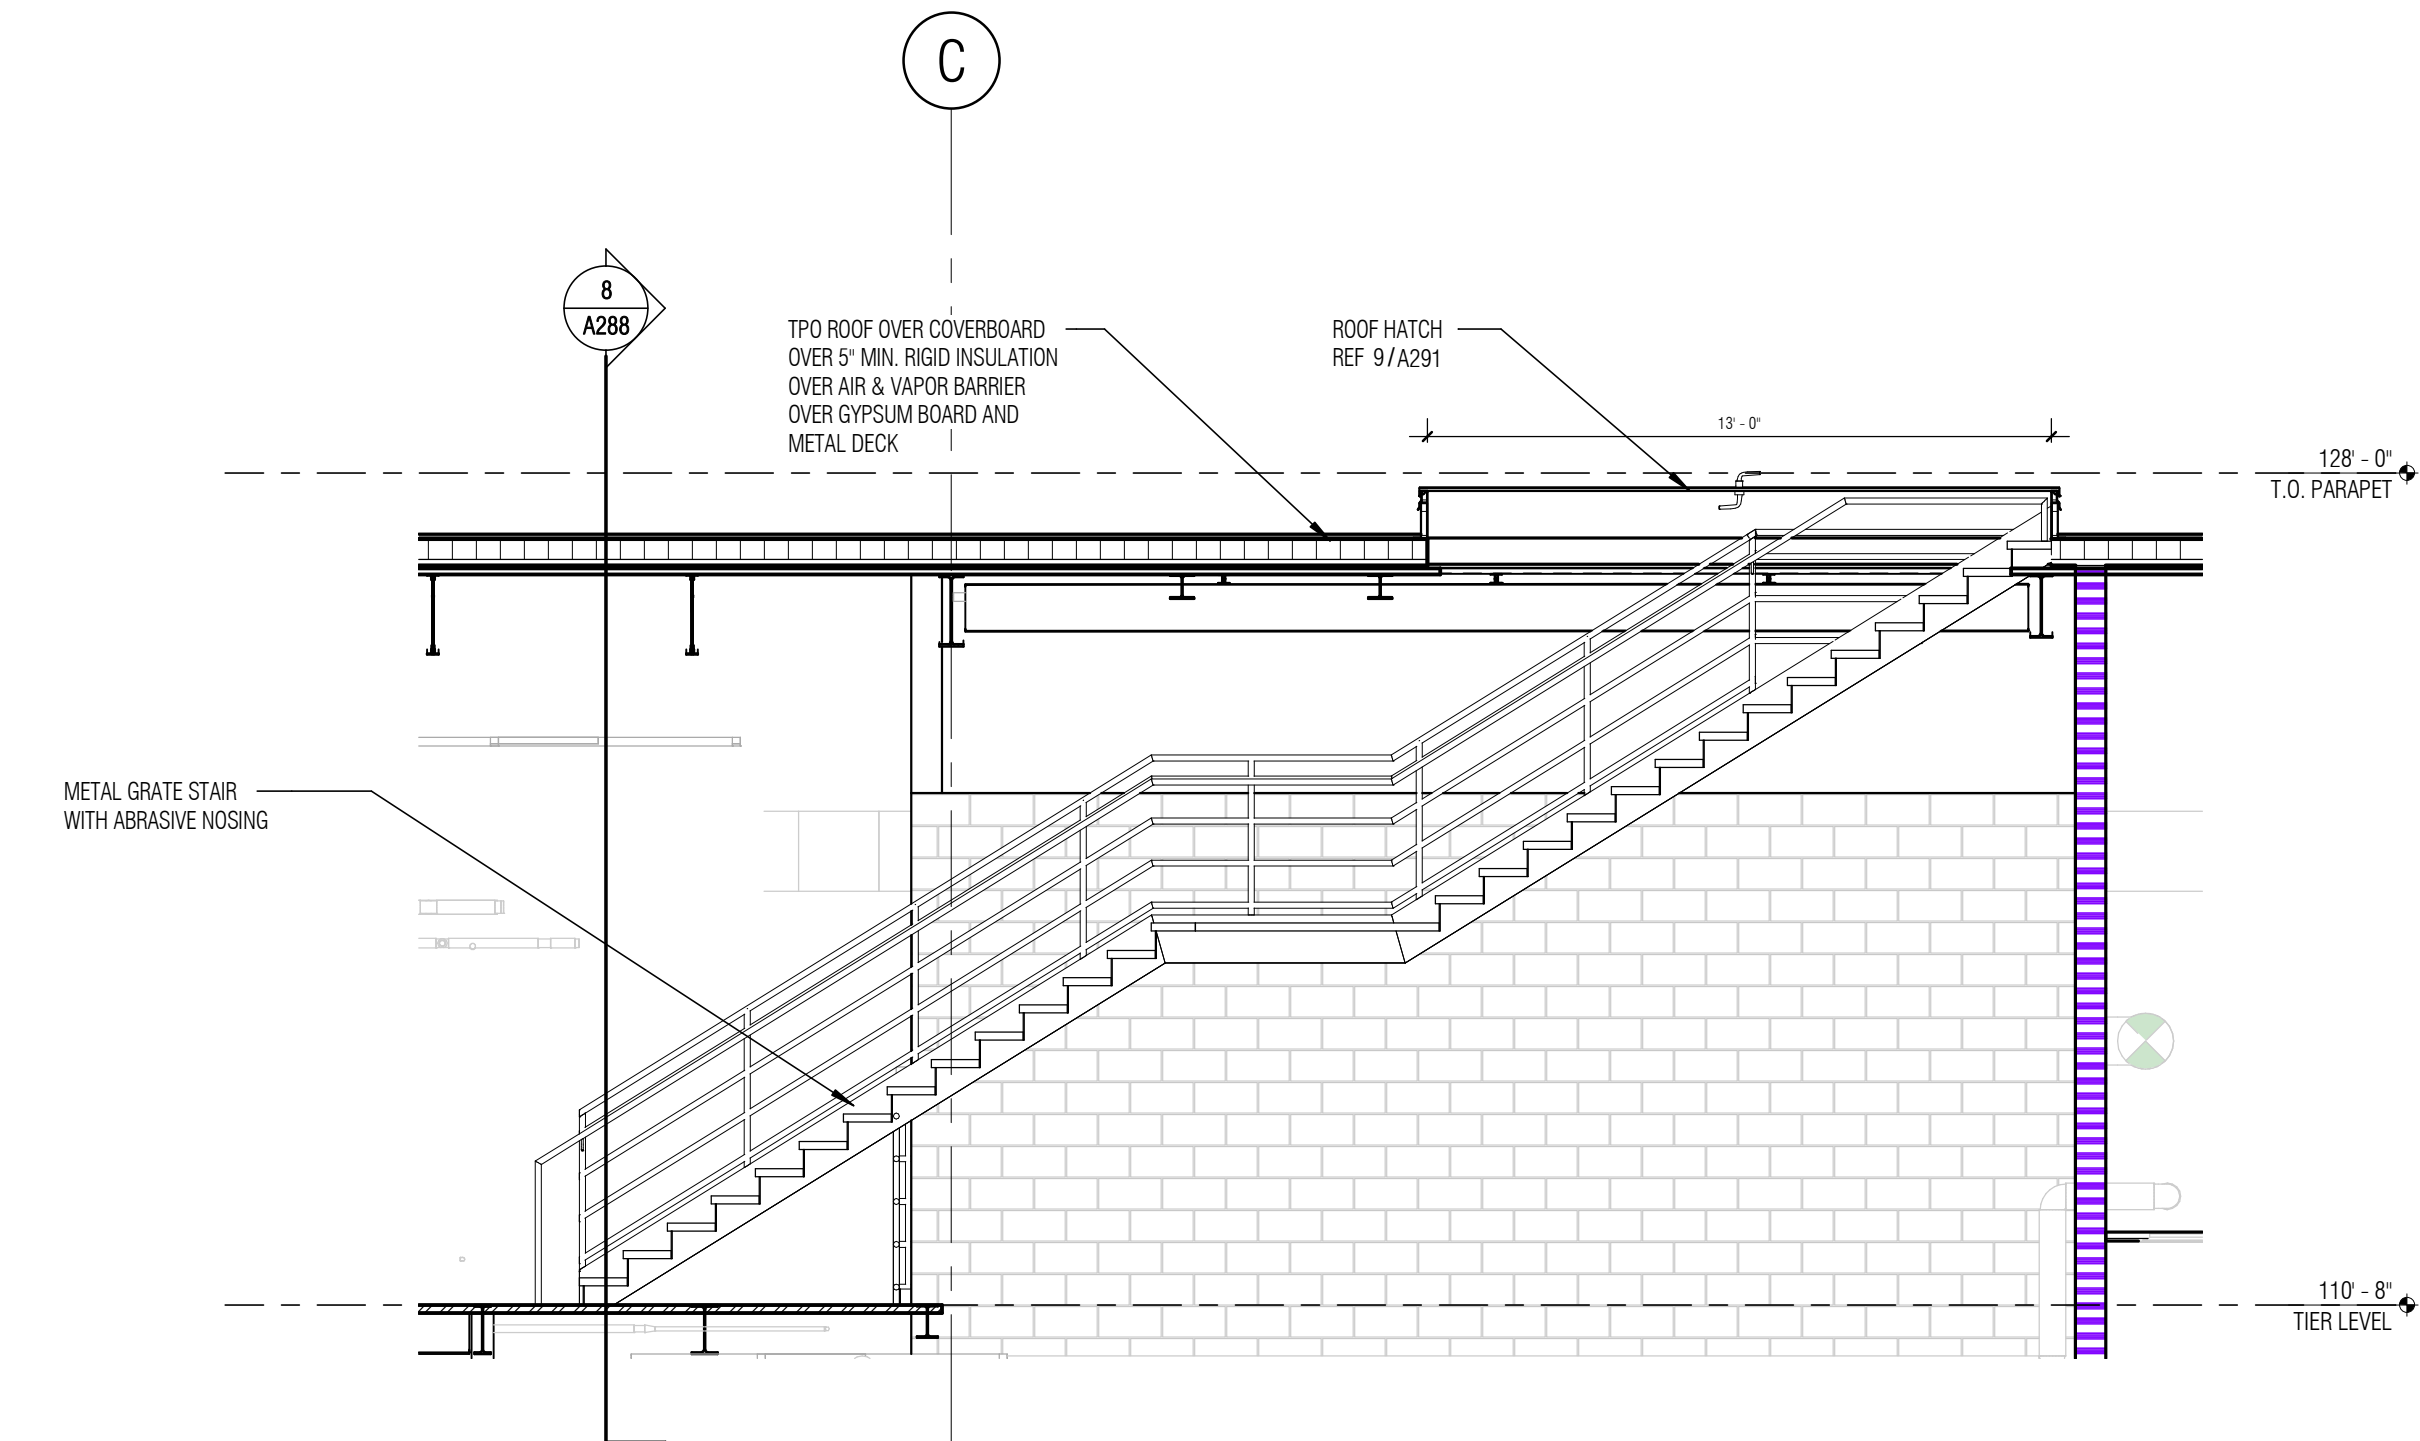 C
8
A288
TPO ROOF OVER COVERBOARD
OVER 5" MIN. RIGID INSULATION
OVER AIR & VAPOR BARRIER
OVER GYPSUM BOARD AND
METAL DECK
ROOF HATCH
REF 9/A291
13' - 0"
128' - 0"
T.O. PARAPET
METAL GRATE STAIR
WITH ABRASIVE NOSING
110' - 8"
TIER LEVEL